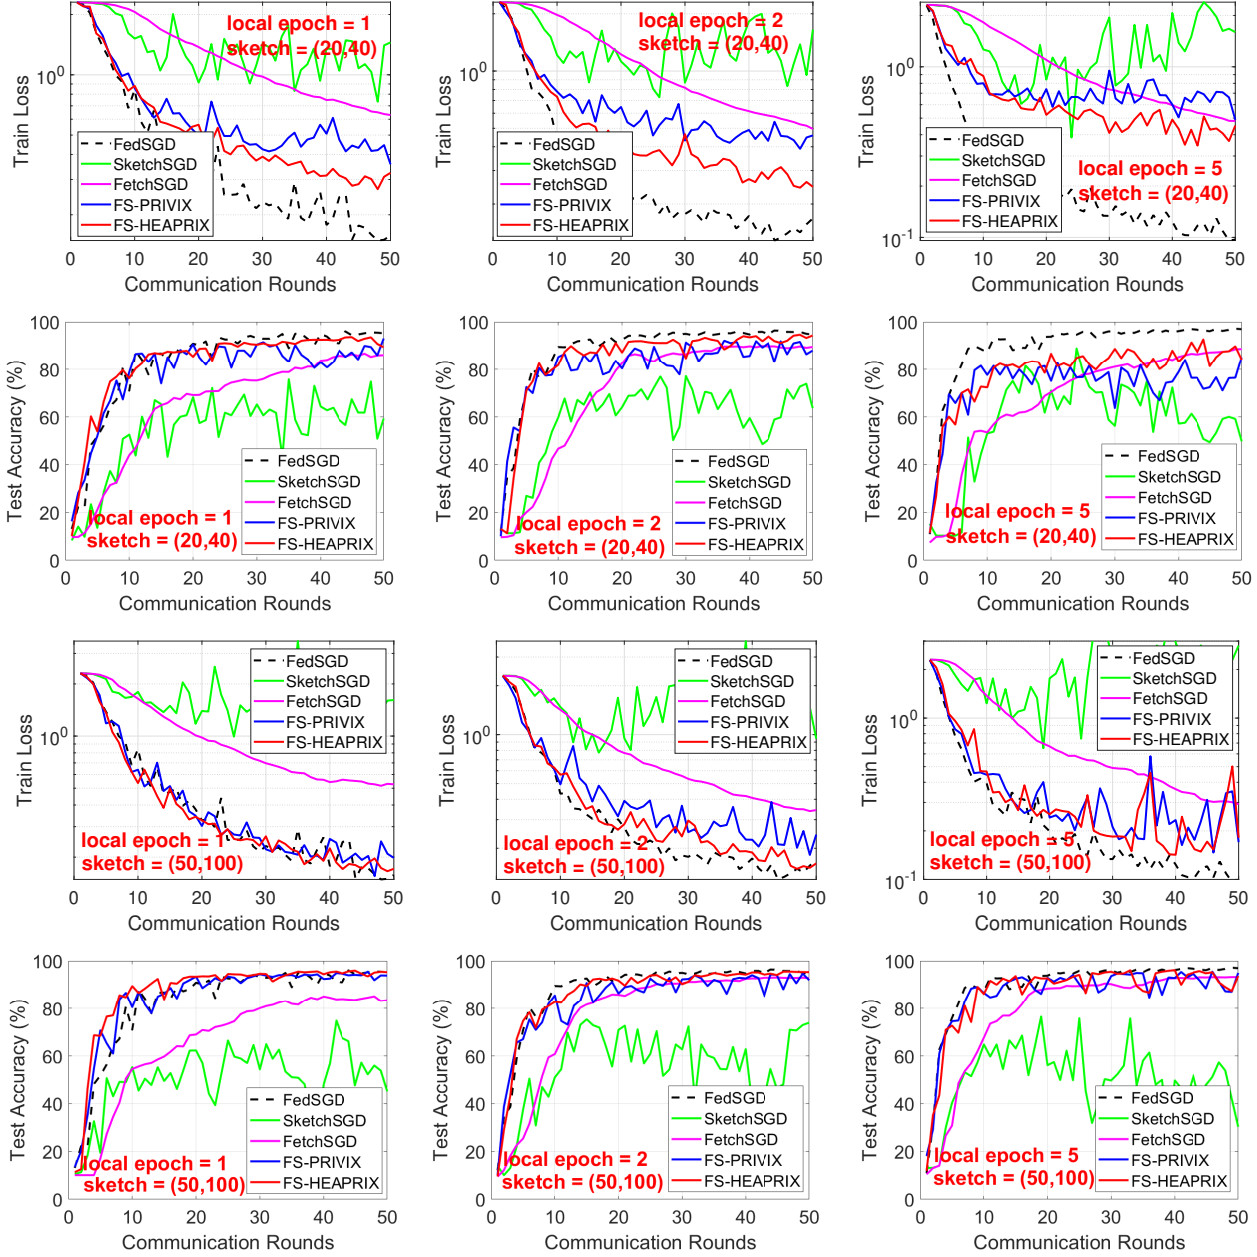 local epoch = 1
sketch = (20,40)
10^0
Train Loss
FedSGD
SketchSGD
FetchSGD
FS-PRIVIX
FS-HEAPRIX
0 10 20 30 40 50
Communication Rounds
local epoch = 2
sketch = (20,40)
10^0
Train Loss
FedSGD
SketchSGD
FetchSGD
FS-PRIVIX
FS-HEAPRIX
0 10 20 30 40 50
Communication Rounds
10^0
Train Loss
FedSGD
SketchSGD
FetchSGD
FS-PRIVIX
FS-HEAPRIX
local epoch = 5
sketch = (20,40)
10^-1
0 10 20 30 40 50
Communication Rounds
100
80
60
40
20
0
Test Accuracy (%)
FedSGD
SketchSGD
FetchSGD
FS-PRIVIX
FS-HEAPRIX
local epoch = 1
sketch = (20,40)
0 10 20 30 40 50
Communication Rounds
100
80
60
40
20
0
Test Accuracy (%)
FedSGD
SketchSGD
FetchSGD
FS-PRIVIX
FS-HEAPRIX
local epoch = 2
sketch = (20,40)
0 10 20 30 40 50
Communication Rounds
100
80
60
40
20
0
Test Accuracy (%)
FedSGD
SketchSGD
FetchSGD
FS-PRIVIX
FS-HEAPRIX
local epoch = 5
sketch = (20,40)
0 10 20 30 40 50
Communication Rounds
FedSGD
SketchSGD
FetchSGD
FS-PRIVIX
FS-HEAPRIX
10^0
Train Loss
local epoch = 1
sketch = (50,100)
0 10 20 30 40 50
Communication Rounds
FedSGD
SketchSGD
FetchSGD
FS-PRIVIX
FS-HEAPRIX
10^0
Train Loss
local epoch = 2
sketch = (50,100)
0 10 20 30 40 50
Communication Rounds
FedSGD
SketchSGD
FetchSGD
FS-PRIVIX
FS-HEAPRIX
10^0
Train Loss
local epoch = 5
sketch = (50,100)
10^-1
0 10 20 30 40 50
Communication Rounds
100
80
60
40
20
0
Test Accuracy (%)
FedSGD
SketchSGD
FetchSGD
FS-PRIVIX
FS-HEAPRIX
local epoch = 1
sketch = (50,100)
0 10 20 30 40 50
Communication Rounds
100
80
60
40
20
0
Test Accuracy (%)
FedSGD
SketchSGD
FetchSGD
FS-PRIVIX
FS-HEAPRIX
local epoch = 2
sketch = (50,100)
0 10 20 30 40 50
Communication Rounds
100
80
60
40
20
0
Test Accuracy (%)
FedSGD
SketchSGD
FetchSGD
FS-PRIVIX
FS-HEAPRIX
local epoch = 5
sketch = (50,100)
0 10 20 30 40 50
Communication Rounds